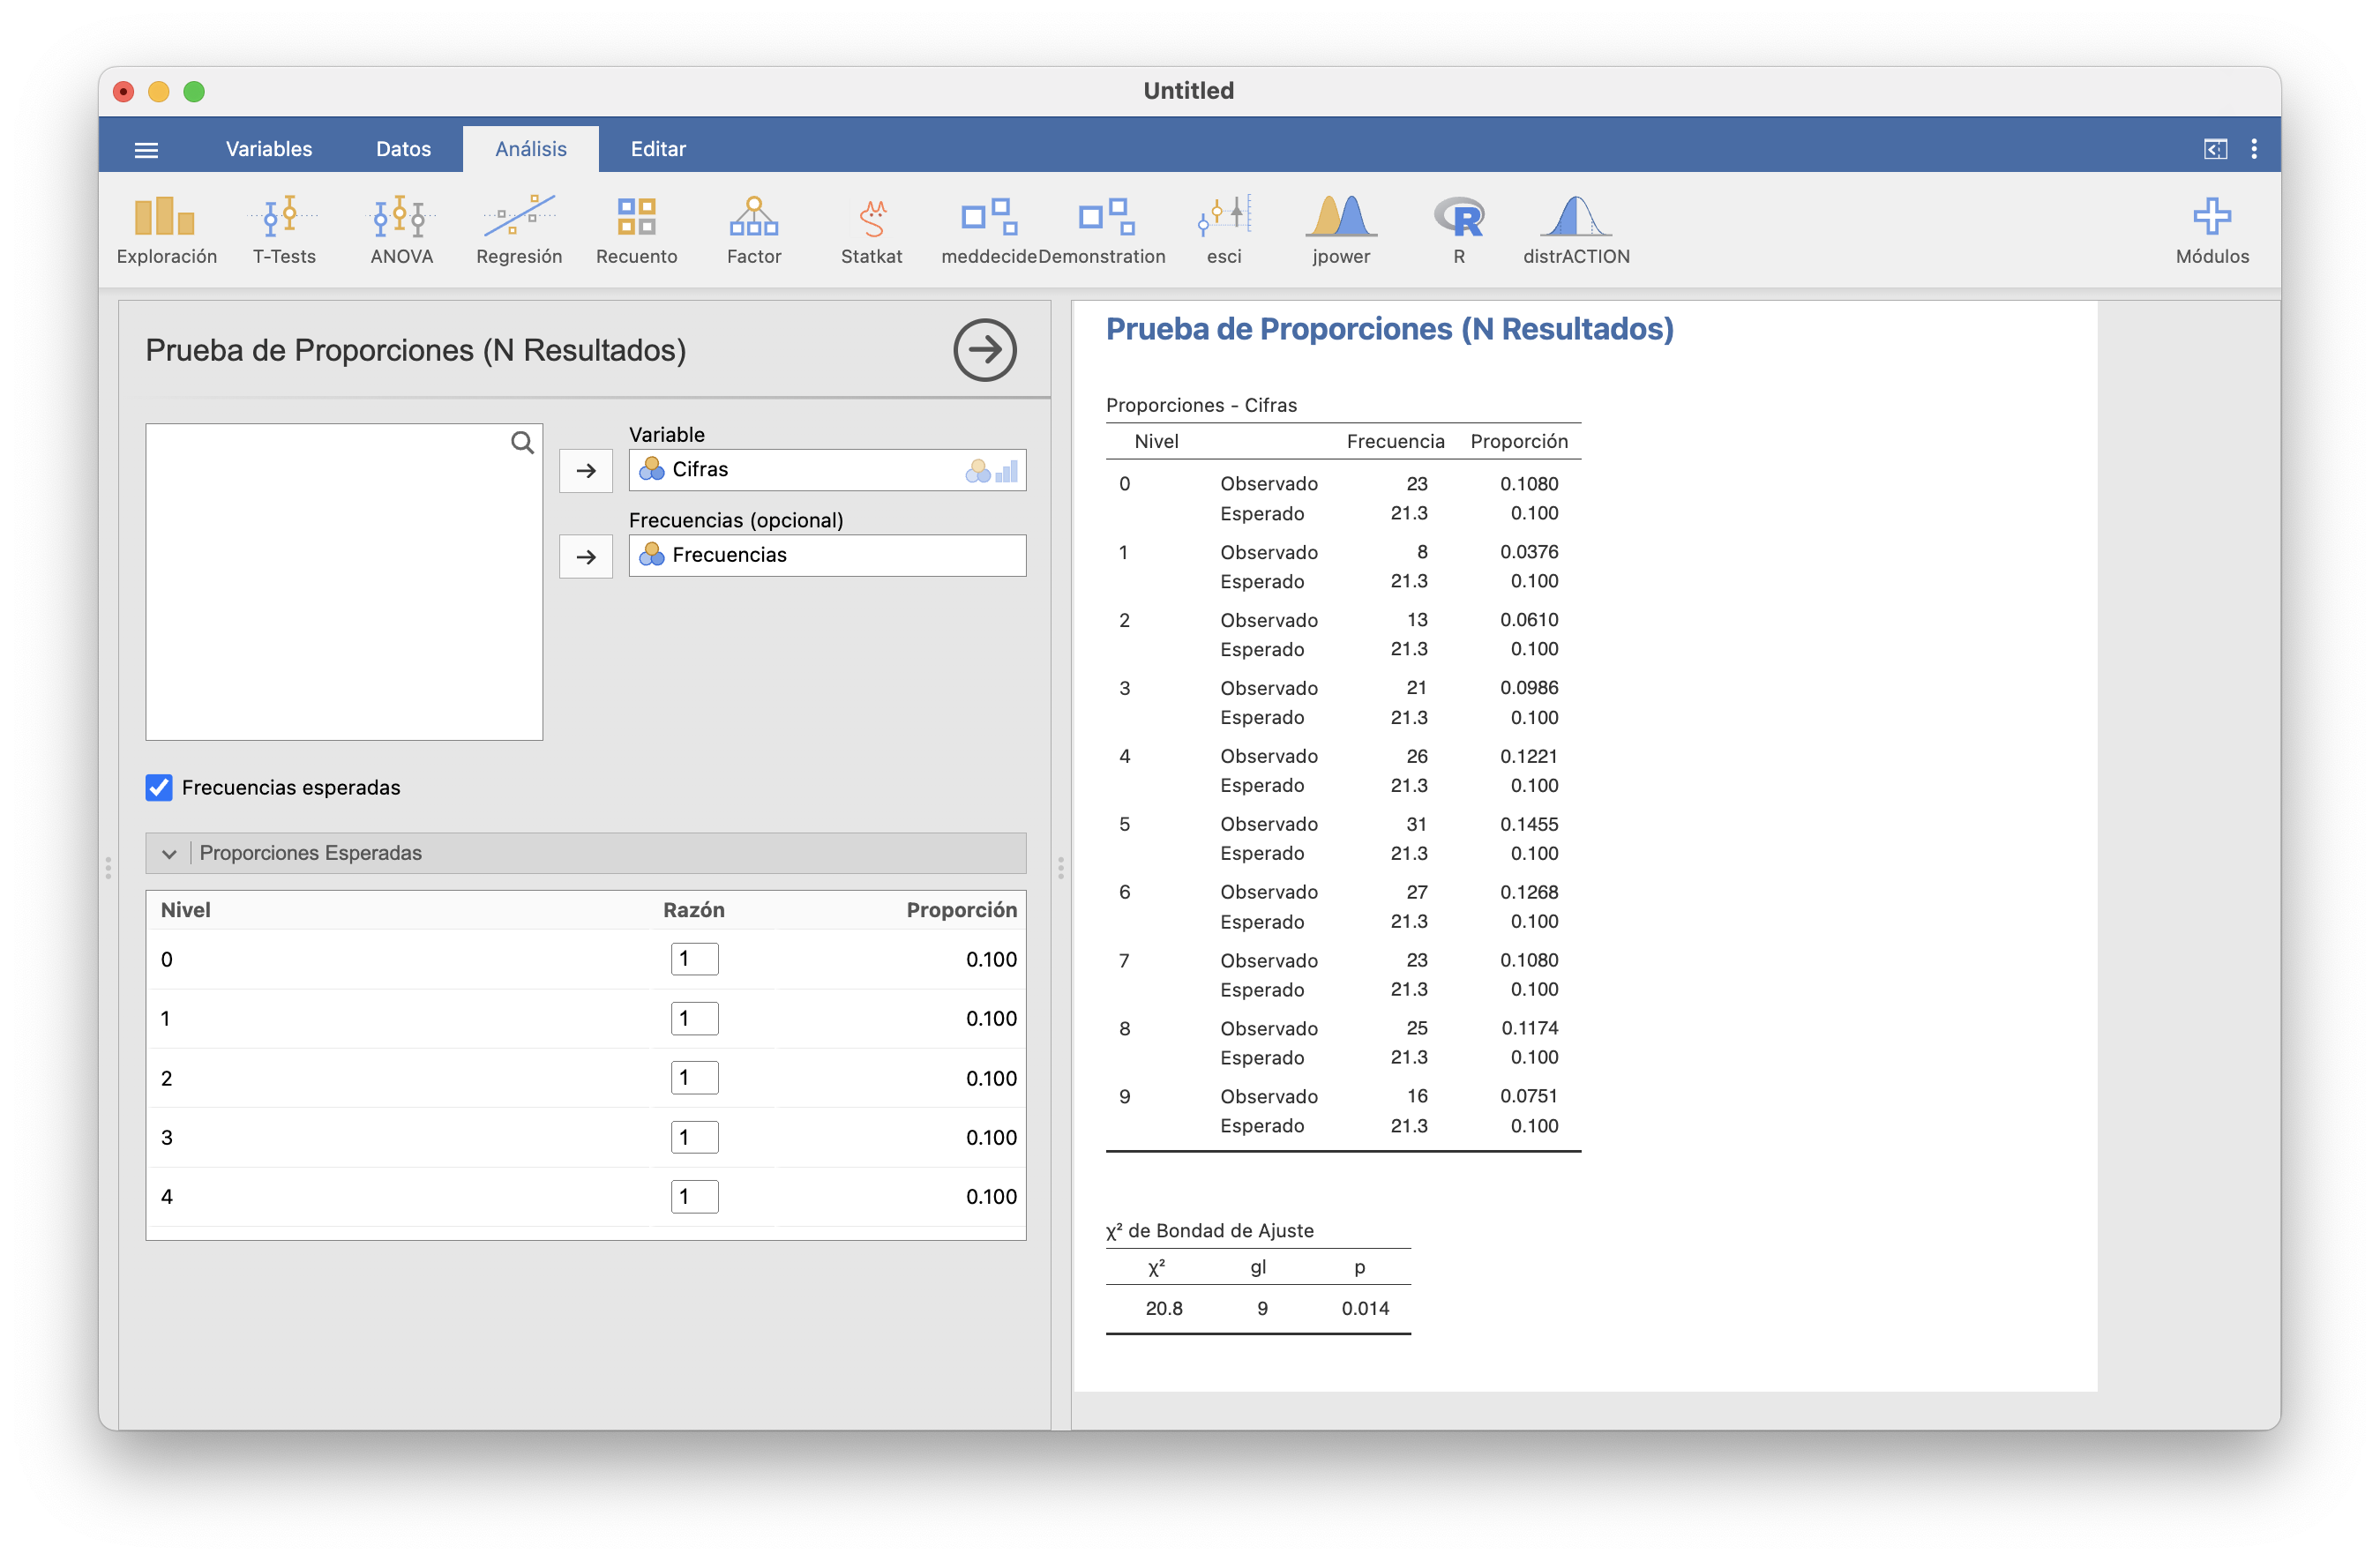 Untitled
Variables Datos Análisis Editar
Exploración T-Tests ANOVA Regresión Recuento Factor Statkat meddecide Demonstration esci jpower R distrACTION Módulos
Prueba de Proporciones (N Resultados)
Variable
Cifras
Frecuencias (opcional)
Frecuencias
Frecuencias esperadas
Proporciones Esperadas
Nivel Razón Proporción
0 1 0.100
1 1 0.100
2 1 0.100
3 1 0.100
4 1 0.100
Prueba de Proporciones (N Resultados)
Proporciones - Cifras
Nivel Frecuencia Proporción
0 Observado 23 0.1080
Esperado 21.3 0.100
1 Observado 8 0.0376
Esperado 21.3 0.100
2 Observado 13 0.0610
Esperado 21.3 0.100
3 Observado 21 0.0986
Esperado 21.3 0.100
4 Observado 26 0.1221
Esperado 21.3 0.100
5 Observado 31 0.1455
Esperado 21.3 0.100
6 Observado 27 0.1268
Esperado 21.3 0.100
7 Observado 23 0.1080
Esperado 21.3 0.100
8 Observado 25 0.1174
Esperado 21.3 0.100
9 Observado 16 0.0751
Esperado 21.3 0.100
χ² de Bondad de Ajuste
χ² gl p
20.8 9 0.014